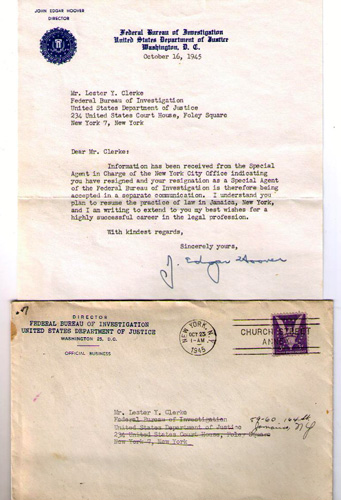 JOHN EDGAR HOOVER
DIRECTOR
Federal Bureau of Investigation
United States Department of Justice
Washington, D. C.
October 16, 1945
Mr. Lester Y. Clerke
Federal Bureau of Investigation
United States Department of Justice
234 United States Court House, Foley Square
New York 7, New York
Dear Mr. Clerke:
Information has been received from the Special
Agent in Charge of the New York City Office indicating
you have resigned and your resignation as a Special Agent
of the Federal Bureau of Investigation is therefore being
accepted in a separate communication. I understand you
plan to resume the practice of law in Jamaica, New York,
and I am writing to extend to you my best wishes for a
highly successful career in the legal profession.
With kindest regards,
Sincerely yours,
J. Edgar Hoover
DIRECTOR
FEDERAL BUREAU OF INVESTIGATION
UNITED STATES DEPARTMENT OF JUSTICE
WASHINGTON 25, D.C.
OFFICIAL BUSINESS
NEW YORK, N.Y.
OCT 23
1-AM
1945
Mr. Lester Y. Clerke
Federal Bureau of Investigation
United States Department of Justice
234 United States Court House, Foley Square
New York 7, New York
Jamaica, NY